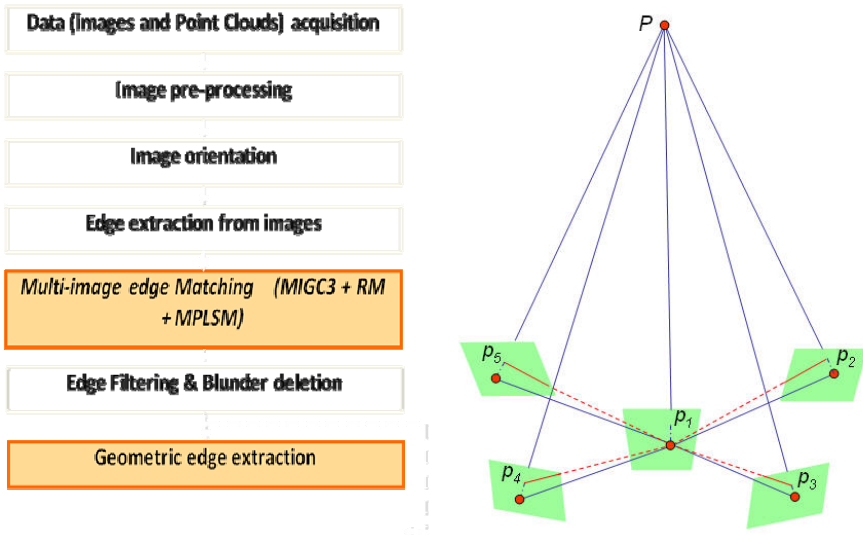 Data (Images and Point Clouds) acquisition
Image pre-processing
Image orientation
Edge extraction from images
Multi-image edge Matching (MIGC3 + RM
+ MPLSM)
Edge Filtering & Blunder deletion
Geometric edge extraction
P
p5
p2
p1
p4
p3